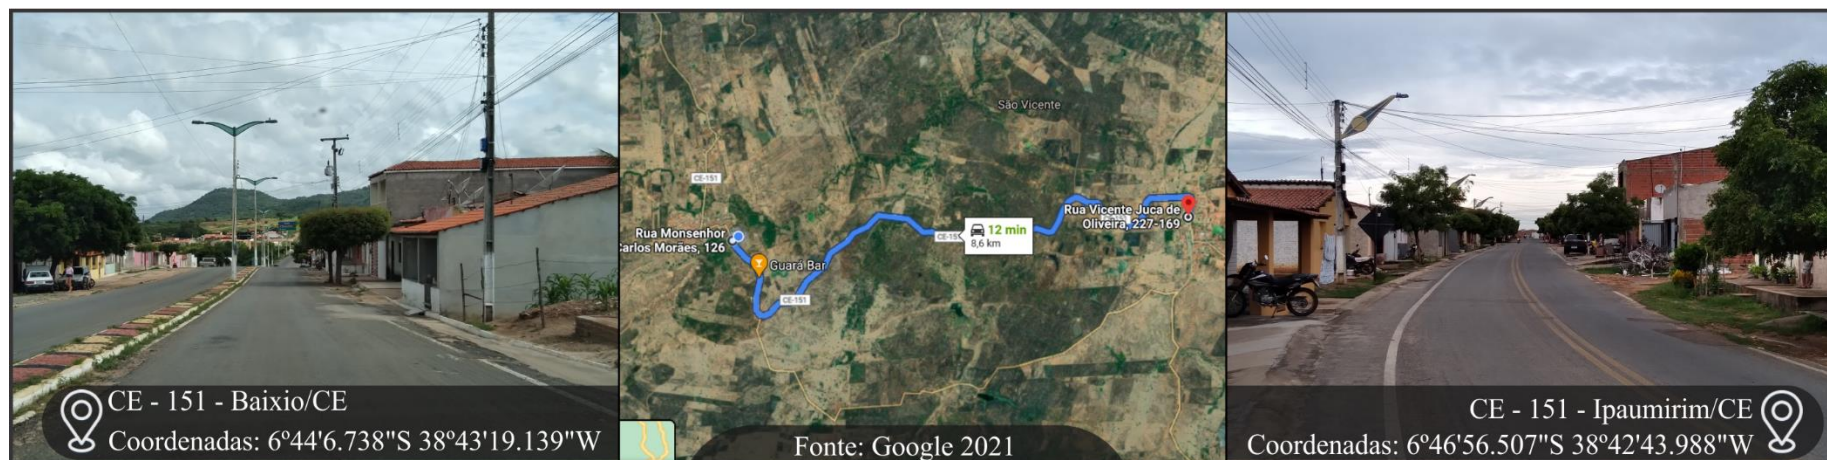 CE - 151 - Baixio/CE
Coordenadas: 6º44'6.738"S 38º43'19.139"W
São Vicente
CE-151
Rua Monsenhor
Carlos Morães, 126
Guará Bar
CE-151
CE-151
12 min
8,6 km
Rua Vicente Juca de
Oliveira, 227-169
Fonte: Google 2021
CE - 151 - Ipaumirim/CE
Coordenadas: 6º46'56.507"S 38º42'43.988"W